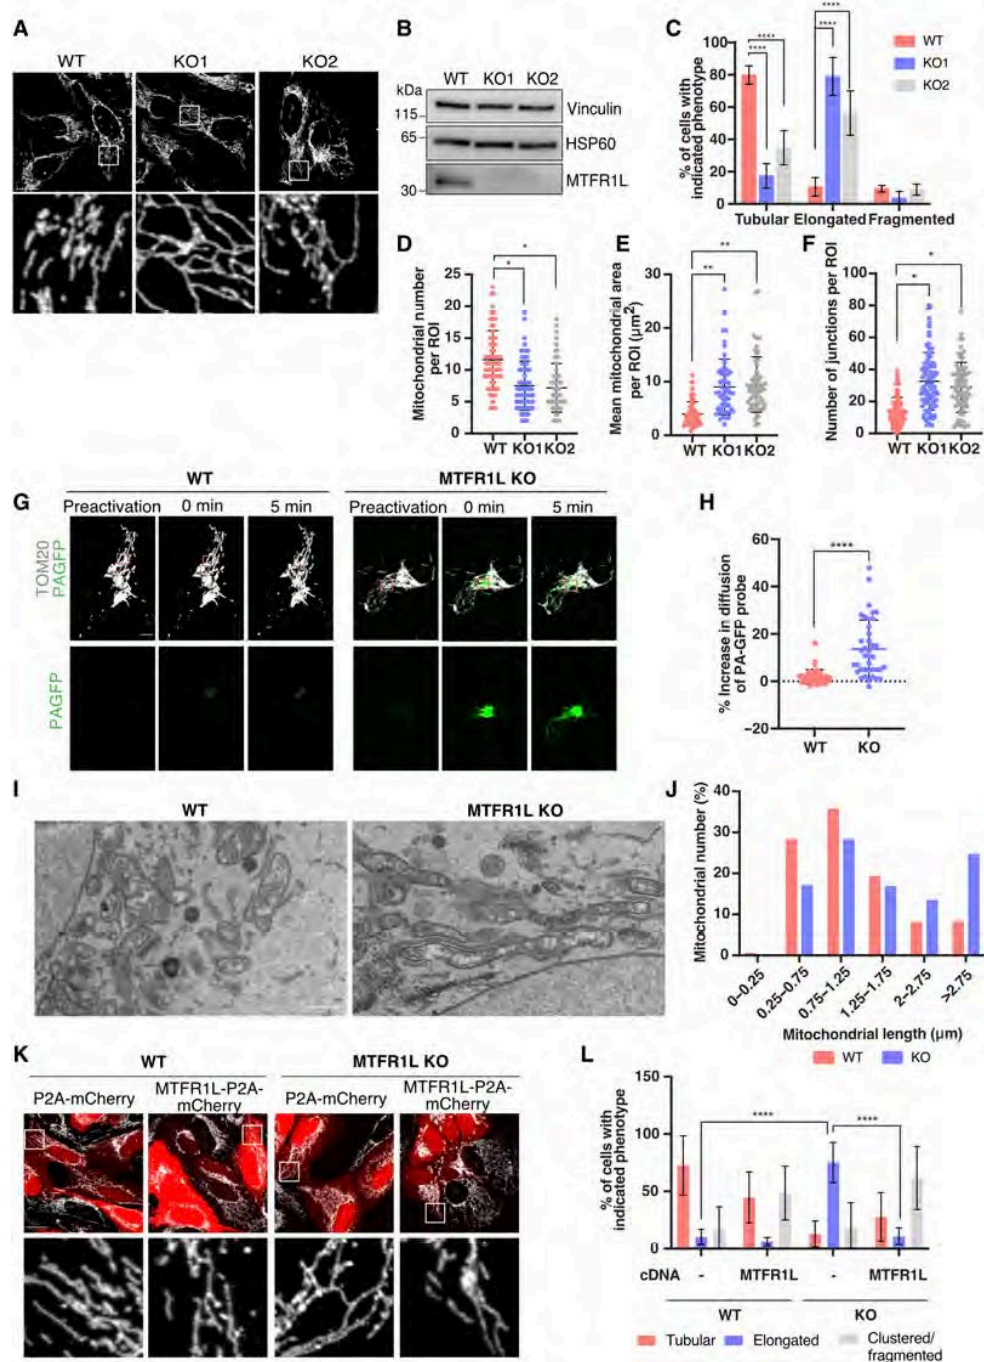 A
WT KO1 KO2
B
kDa
WT KO1 KO2
115
Vinculin
65
HSP60
30
MTFR1L
C
% of cells with
indicated phenotype
100
80
60
40
20
0
Tubular Elongated Fragmented
**** **** **** ****
WT
KO1
KO2
D
Mitochondrial number
per ROI
25
20
15
10
5
0
* *
WT KO1 KO2
E
Mean mitochondrial area
per ROI (μm²)
30
20
10
0
** **
WT KO1 KO2
F
Number of junctions per ROI
100
80
60
40
20
0
* *
WT KO1 KO2
G
WT MTFR1L KO
Preactivation 0 min 5 min Preactivation 0 min 5 min
TOM20
PAGFP
PAGFP
H
% Increase in diffusion
of PA-GFP probe
60
40
20
0
−20
****
WT KO
I
WT MTFR1L KO
J
Mitochondrial number (%)
40
30
20
10
0
0–0.25
0.25–0.75
0.75–1.25
1.25–1.75
2–2.75
>2.75
Mitochondrial length (μm)
WT KO
K
WT MTFR1L KO
P2A-mCherry MTFR1L-P2A-
mCherry
P2A-mCherry MTFR1L-P2A-
mCherry
L
% of cells with
indicated phenotype
150
100
50
0
**** ****
cDNA - MTFR1L - MTFR1L
WT KO
Tubular Elongated Clustered/
fragmented